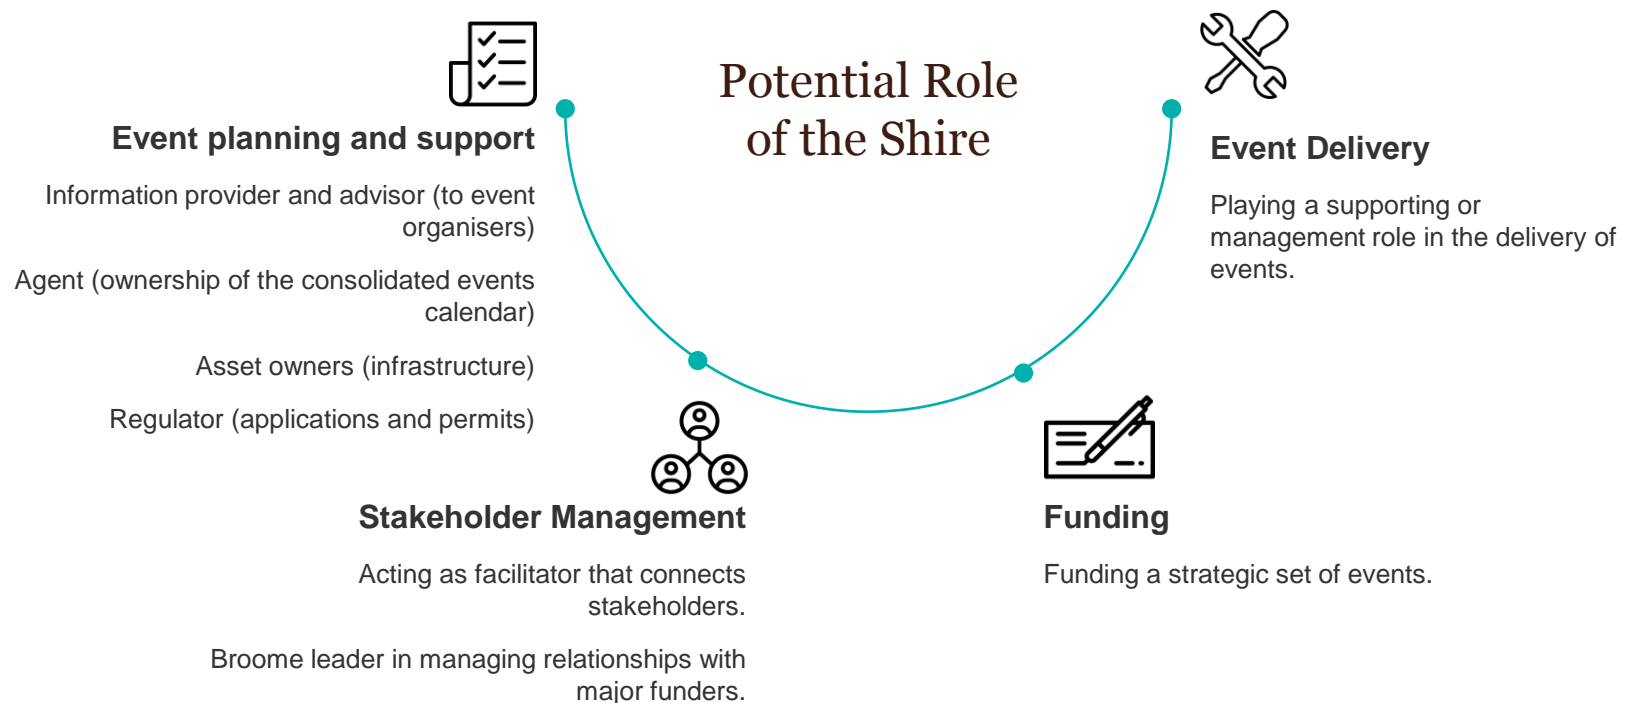 Potential Role
of the Shire
Event planning and support
Information provider and advisor (to event
organisers)
Agent (ownership of the consolidated events
calendar)
Asset owners (infrastructure)
Regulator (applications and permits)
Stakeholder Management
Acting as facilitator that connects
stakeholders.
Broome leader in managing relationships with
major funders.
Funding
Funding a strategic set of events.
Event Delivery
Playing a supporting or
management role in the delivery of
events.